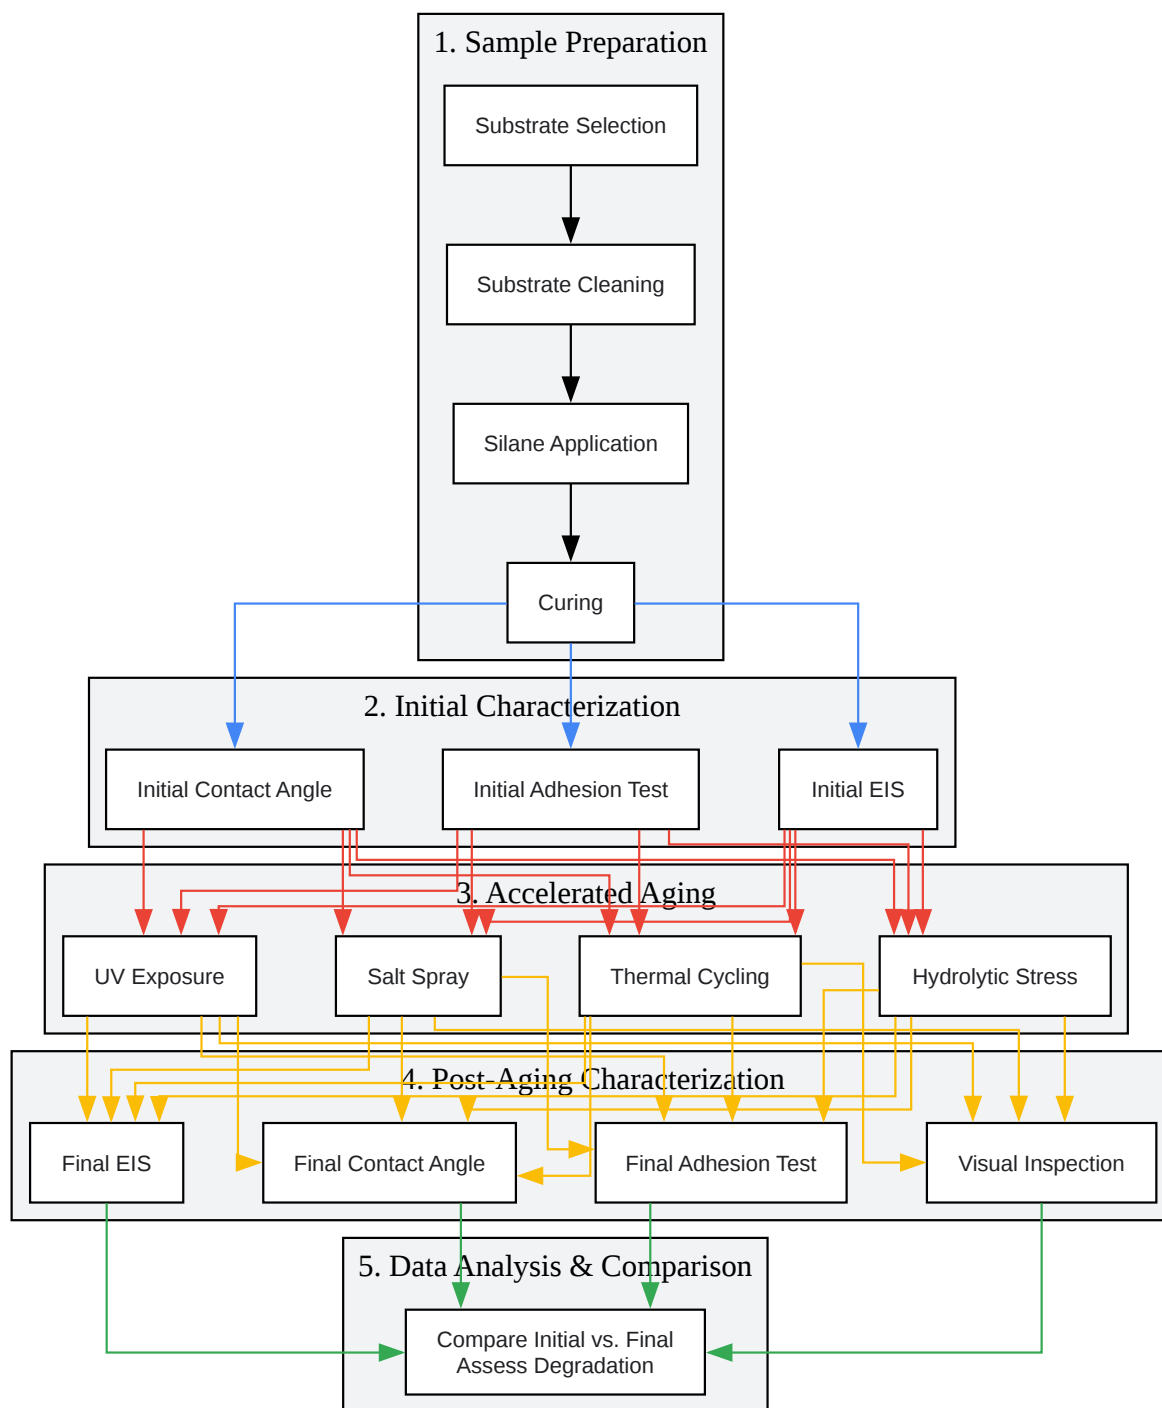 1. Sample Preparation
Substrate Selection
Substrate Cleaning
Silane Application
Curing
2. Initial Characterization
Initial Contact Angle
Initial Adhesion Test
Initial EIS
3. Accelerated Aging
UV Exposure
Salt Spray
Thermal Cycling
Hydrolytic Stress
4. Post-Aging Characterization
Final EIS
Final Contact Angle
Final Adhesion Test
Visual Inspection
5. Data Analysis & Comparison
Compare Initial vs. Final
Assess Degradation